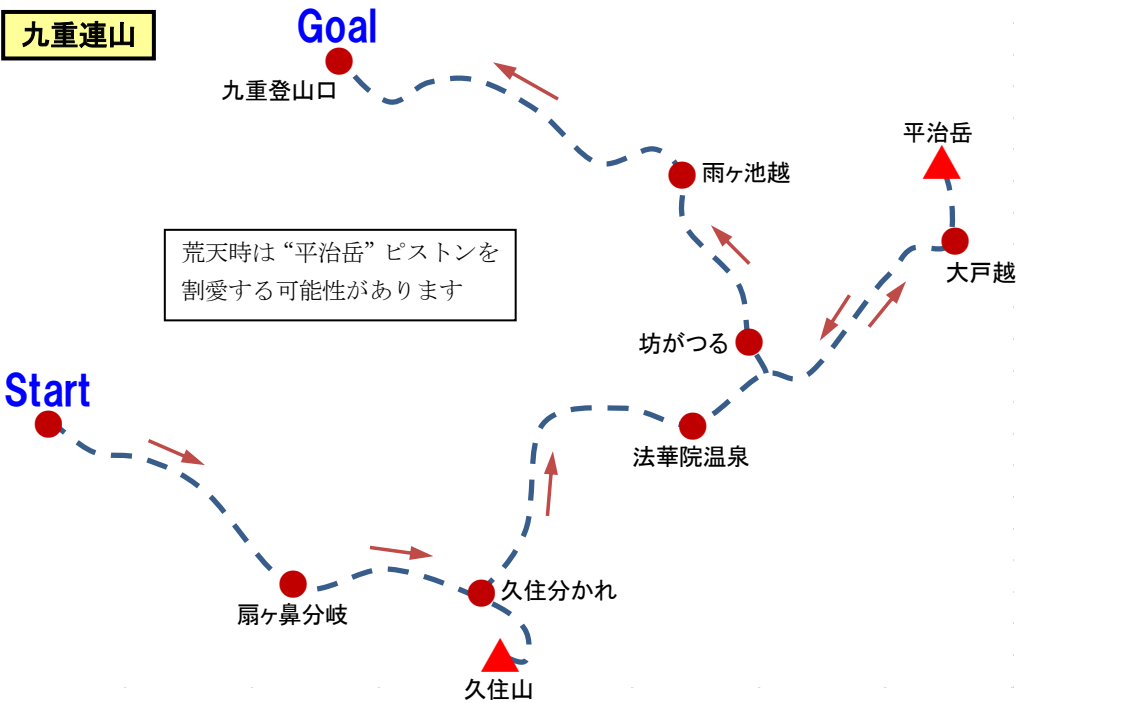 九重連山
Goal
九重登山口
平治岳
雨ヶ池越
荒天時は“平治岳”ピストンを
割愛する可能性があります
大戸越
坊がつる
Start
法華院温泉
久住分かれ
扇ヶ鼻分岐
久住山